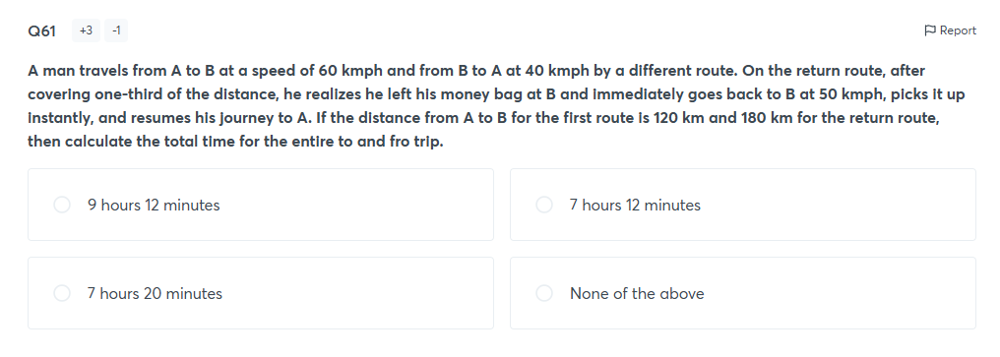 Q61 +3 -1 Report
A man travels from A to B at a speed of 60 kmph and from B to A at 40 kmph by a different route. On the return route, after
covering one-third of the distance, he realizes he left his money bag at B and immediately goes back to B at 50 kmph, picks it up
instantly, and resumes his journey to A. If the distance from A to B for the first route is 120 km and 180 km for the return route,
then calculate the total time for the entire to and fro trip.
9 hours 12 minutes
7 hours 12 minutes
7 hours 20 minutes
None of the above